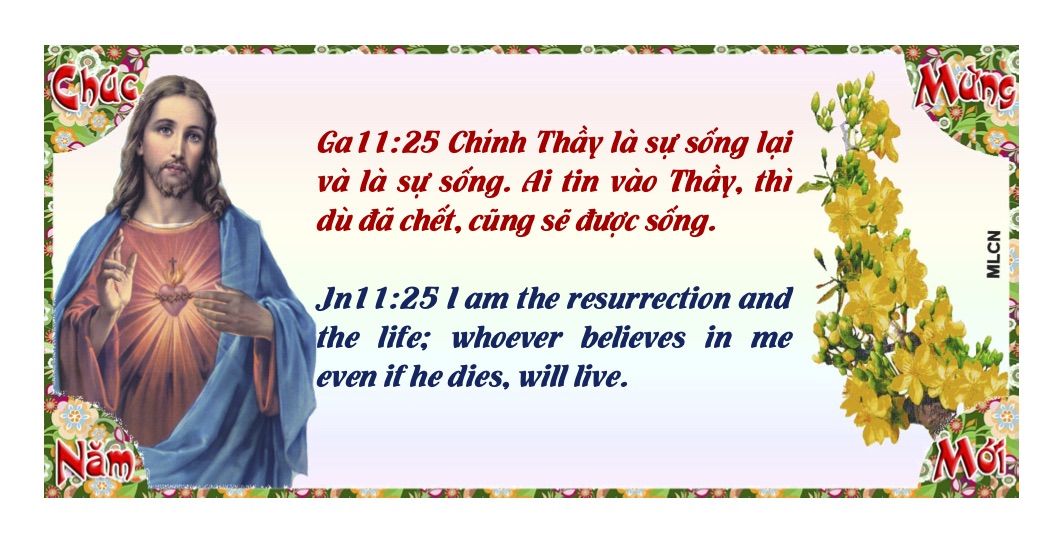 Chúc
Mừng
Ga11:25 Chính Thầy là sự sống lại
và là sự sống. Ai tin vào Thầy, thì
dù đã chết, cũng sẽ được sống.
Jn11:25 I am the resurrection and
the life; whoever believes in me
even if he dies, will live.
MLCN
Năm
Mới